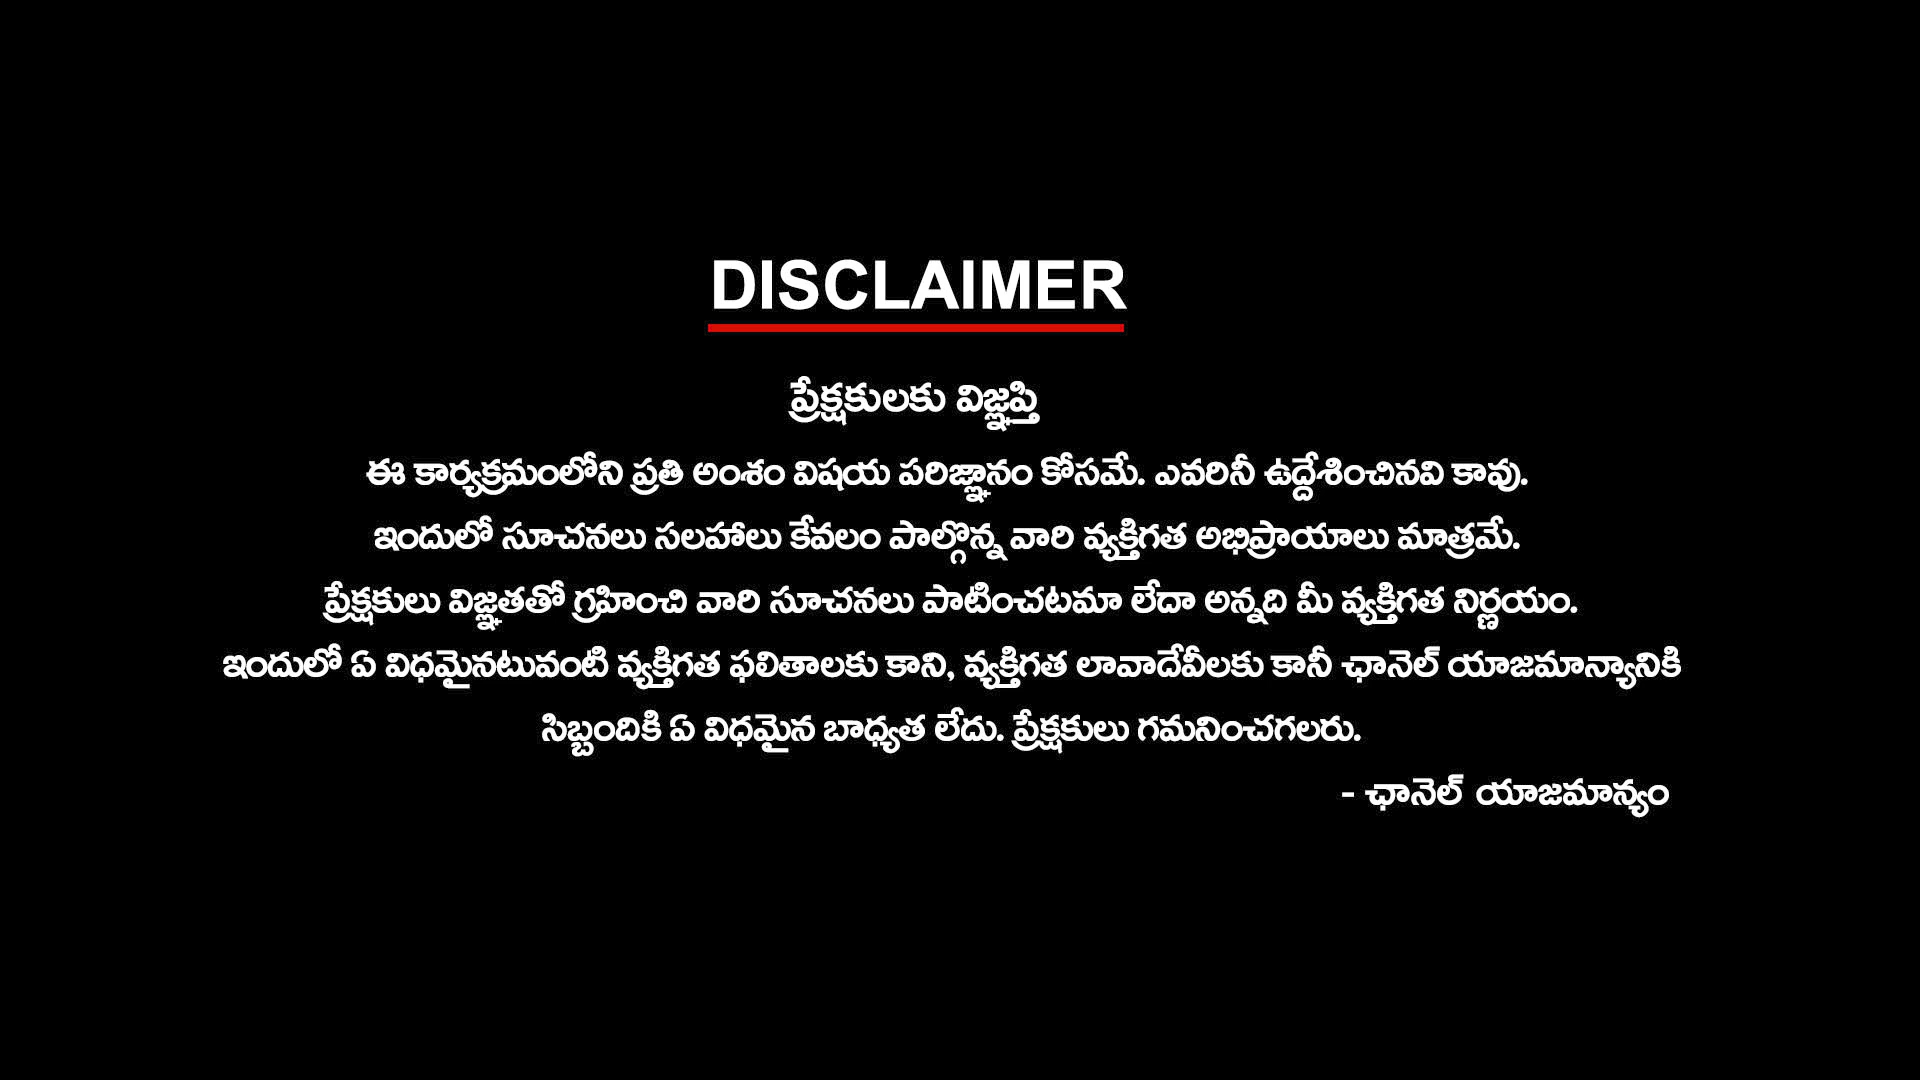 DISCLAIMER
ప్రేక్షకులకు విజ్ఞప్తి
ఈ కార్యక్రమంలోని ప్రతి అంశం విషయ పరిజ్ఞానం కోసమే. ఎవరినీ ఉద్దేశించినవి కావు.
ఇందులో సూచనలు సలహాలు కేవలం పాల్గొన్న వారి వ్యక్తిగత అభిప్రాయాలు మాత్రమే.
ప్రేక్షకులు విజ్ఞతతో గ్రహించి వారి సూచనలు పాటించటమా లేదా అన్నది మీ వ్యక్తిగత నిర్ణయం.
ఇందులో ఏ విధమైనటువంటి వ్యక్తిగత ఫలితాలకు కాని, వ్యక్తిగత లావాదేవీలకు కానీ ఛానెల్ యాజమాన్యానికి
సిబ్బందికి ఏ విధమైన బాధ్యత లేదు. ప్రేక్షకులు గమనించగలరు.
- ఛానెల్ యాజమాన్యం